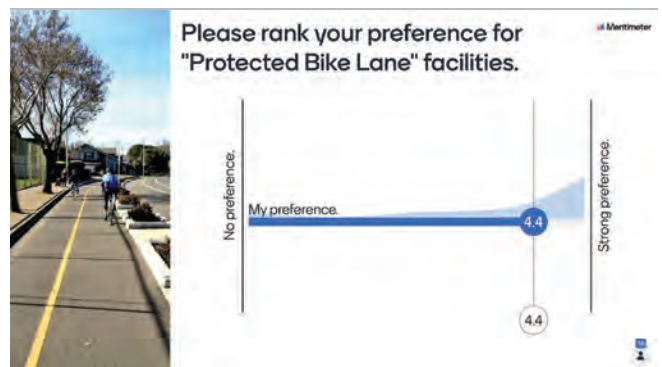 Please rank your preference for
"Protected Bike Lane" facilities.
Mentimeter
No preference.
My preference.
4.4
Strong preference.
4.4